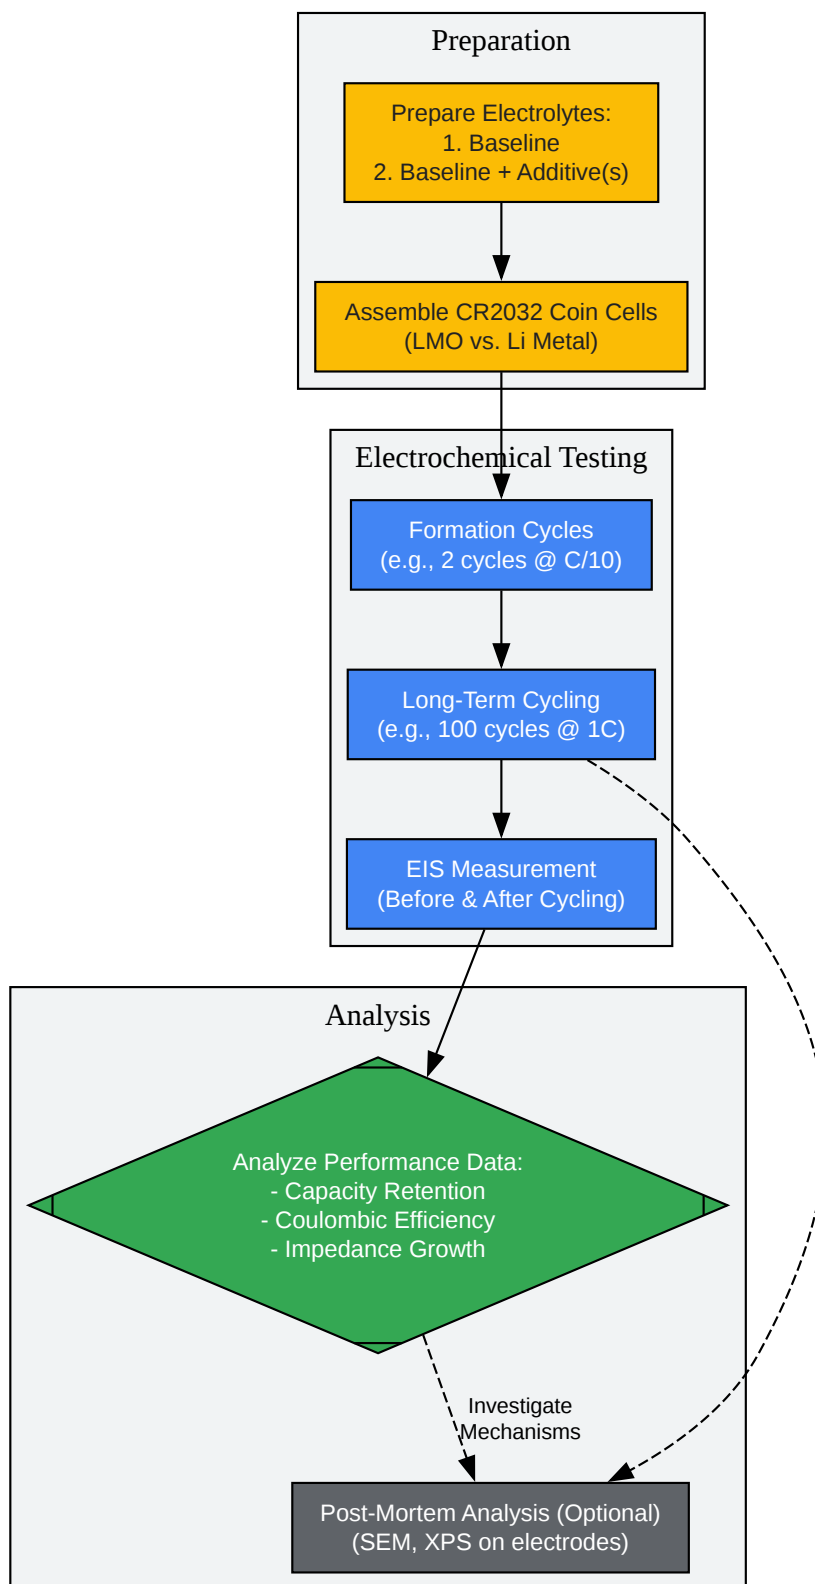 Preparation
Prepare Electrolytes:
1. Baseline
2. Baseline + Additive(s)
Assemble CR2032 Coin Cells
(LMO vs. Li Metal)
Electrochemical Testing
Formation Cycles
(e.g., 2 cycles @ C/10)
Long-Term Cycling
(e.g., 100 cycles @ 1C)
EIS Measurement
(Before & After Cycling)
Analysis
Analyze Performance Data:
- Capacity Retention
- Coulombic Efficiency
- Impedance Growth
Investigate
Mechanisms
Post-Mortem Analysis (Optional)
(SEM, XPS on electrodes)